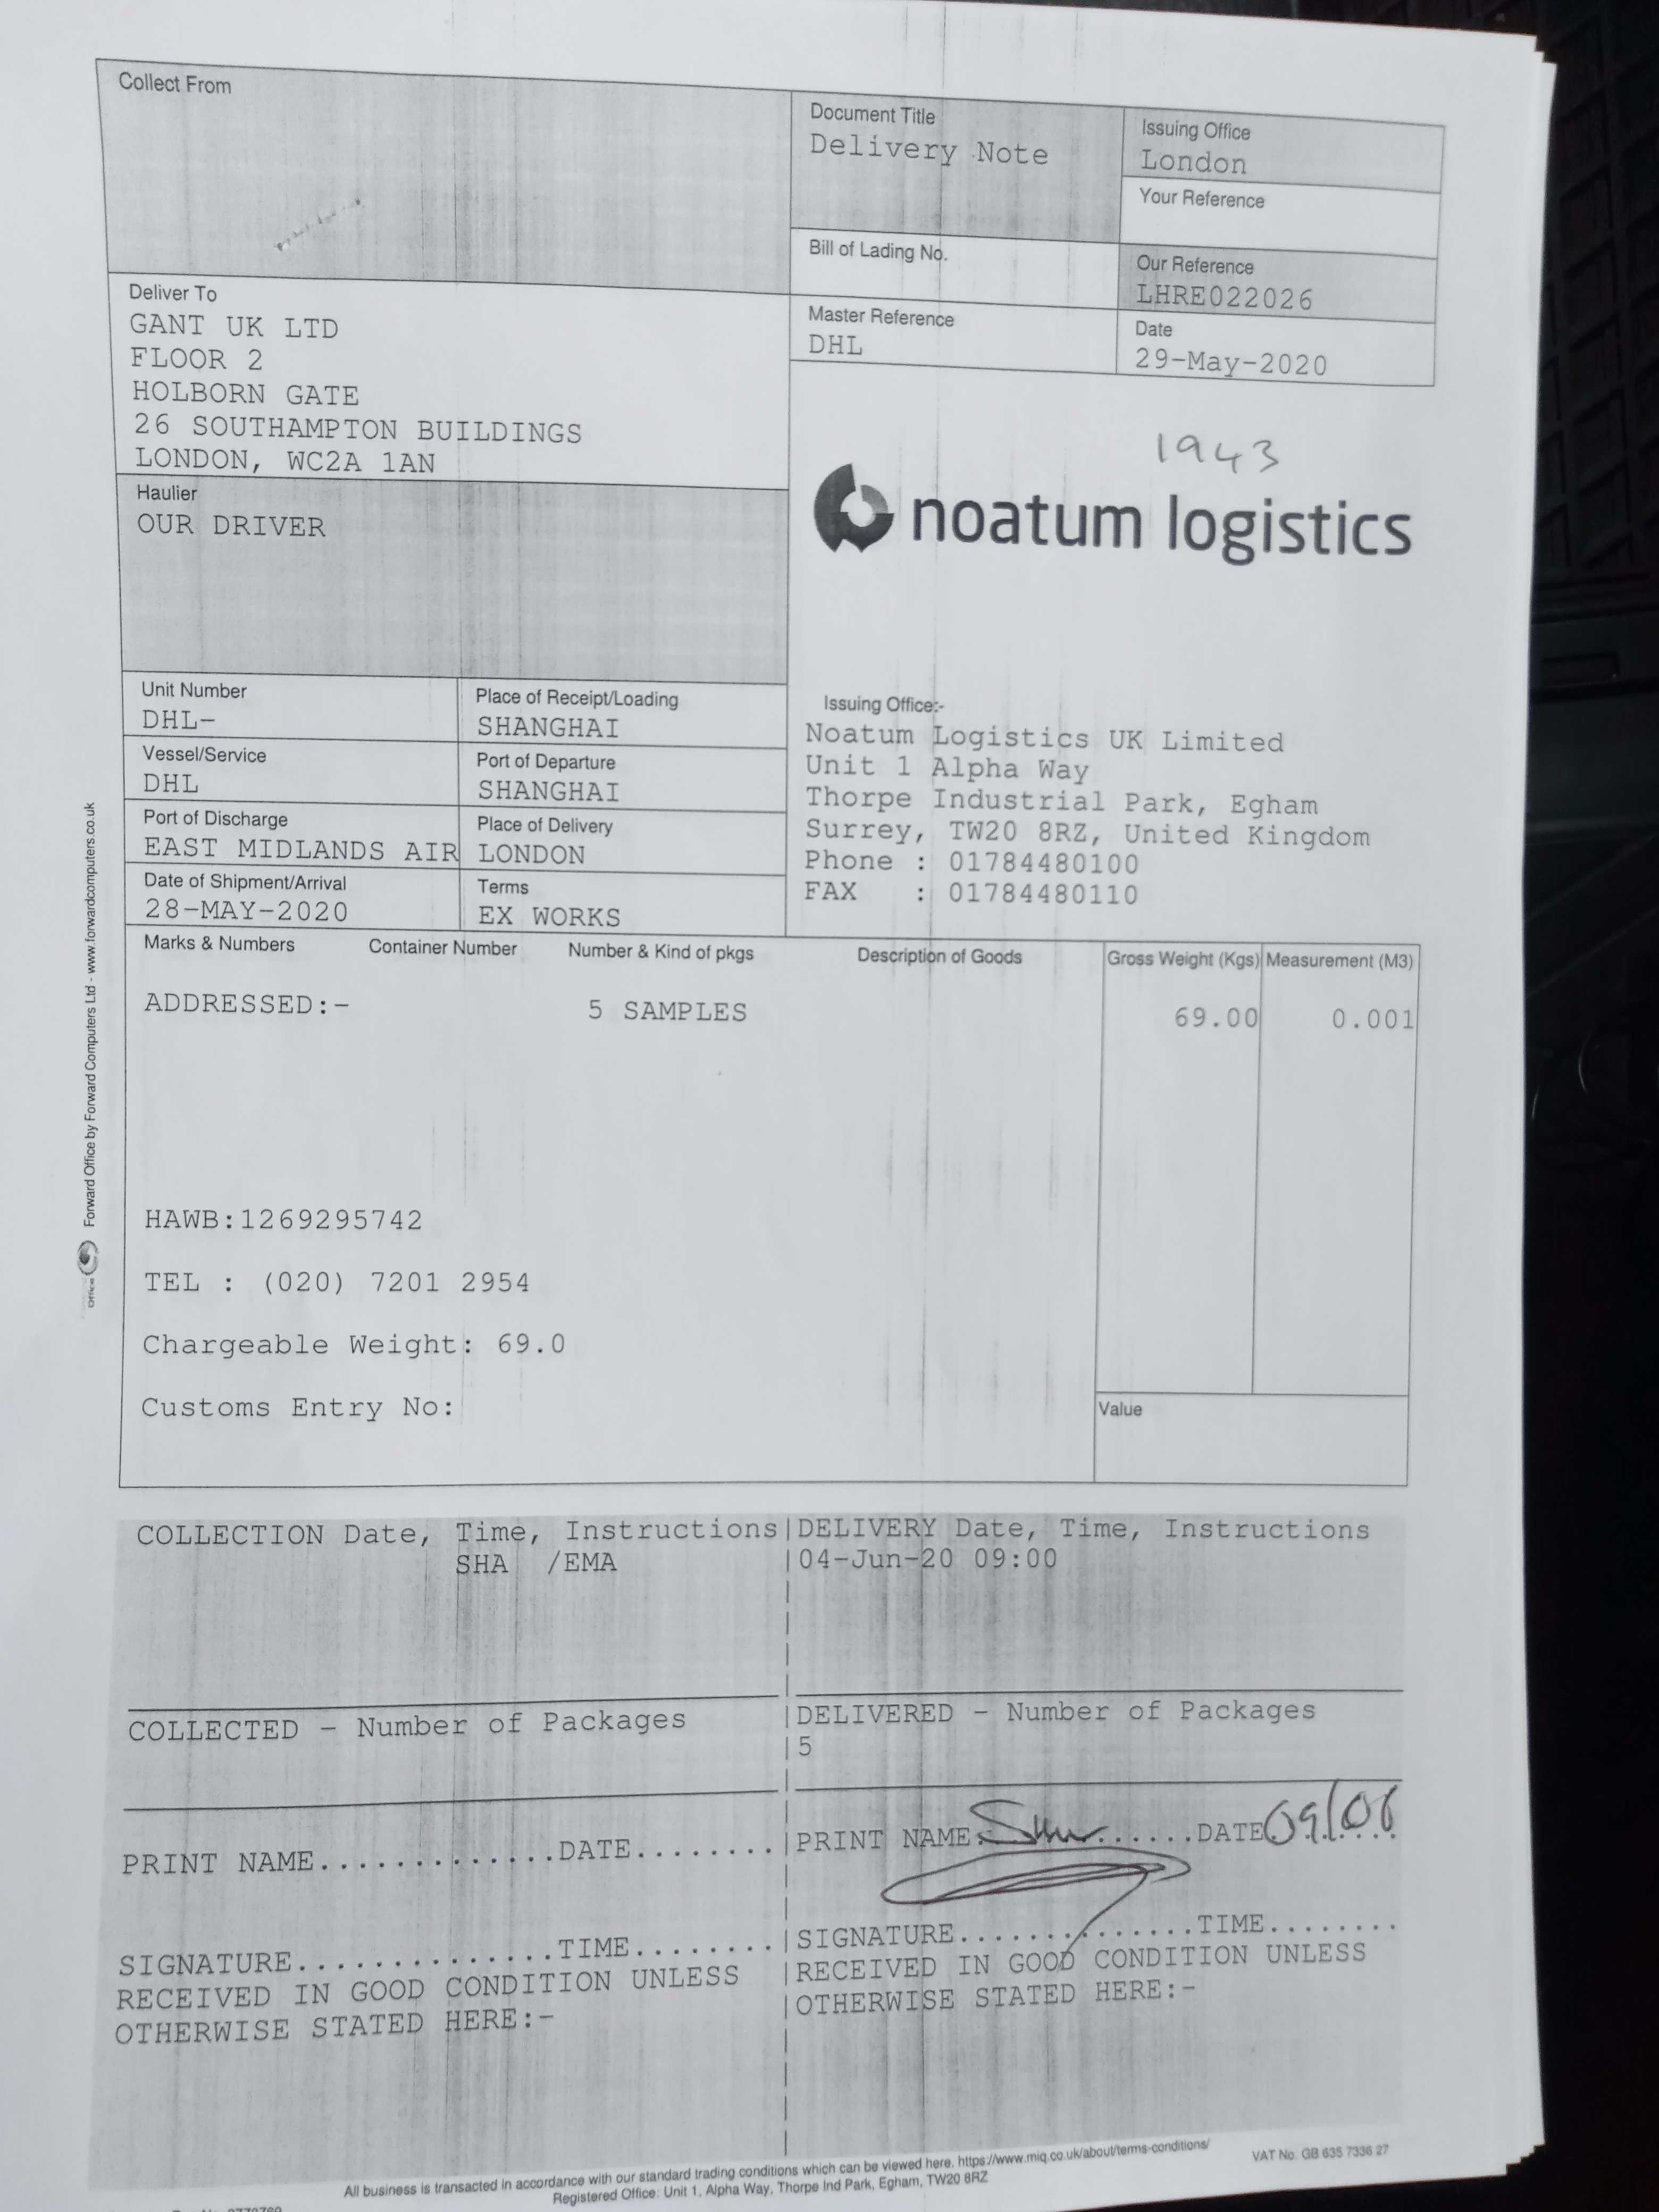 Collect From
Document Title
Delivery Note
Issuing Office
London
Your Reference
Bill of Lading No.
Our Reference
LHRE022026
Master Reference
DHL
Date
29-May-2020
Deliver To
GANT UK LTD
FLOOR 2
HOLBORN GATE
26 SOUTHAMPTON BUILDINGS
LONDON, WC2A 1AN
1943
noatum logistics
Haulier
OUR DRIVER
Unit Number
DHL-
Place of Receipt/Loading
SHANGHAI
Vessel/Service
DHL
Port of Departure
SHANGHAI
Port of Discharge
EAST MIDLANDS AIR
Place of Delivery
LONDON
Date of Shipment/Arrival
28-MAY-2020
Terms
EX WORKS
Issuing Office:-
Noatum Logistics UK Limited
Unit 1 Alpha Way
Thorpe Industrial Park, Egham
Surrey, TW20 8RZ, United Kingdom
Phone : 01784480100
FAX : 01784480110
Marks & Numbers Container Number Number & Kind of pkgs Description of Goods Gross Weight (Kgs) Measurement (M3)
ADDRESSED:- 5 SAMPLES 69.00 0.001
HAWB:1269295742
TEL : (020) 7201 2954
Chargeable Weight: 69.0
Customs Entry No:
Value
Forward Office by Forward Computers Ltd - www.forwardcomputers.co.uk
Office
COLLECTION Date, Time, Instructions
SHA /EMA
DELIVERY Date, Time, Instructions
04-Jun-20 09:00
COLLECTED - Number of Packages
DELIVERED - Number of Packages
5
PRINT NAME.............DATE........
SIGNATURE..............TIME........
RECEIVED IN GOOD CONDITION UNLESS
OTHERWISE STATED HERE:-
PRINT NAME: ......DATE 09/06
SIGNATURE.............TIME.......
RECEIVED IN GOOD CONDITION UNLESS
OTHERWISE STATED HERE:-
All business is transacted in accordance with our standard trading conditions which can be viewed here, https://www.miq.co.uk/about/terms-conditions/
VAT No. GB 635 7336 27
Registered Office: Unit 1, Alpha Way, Thorpe Ind Park, Egham, TW20 8RZ